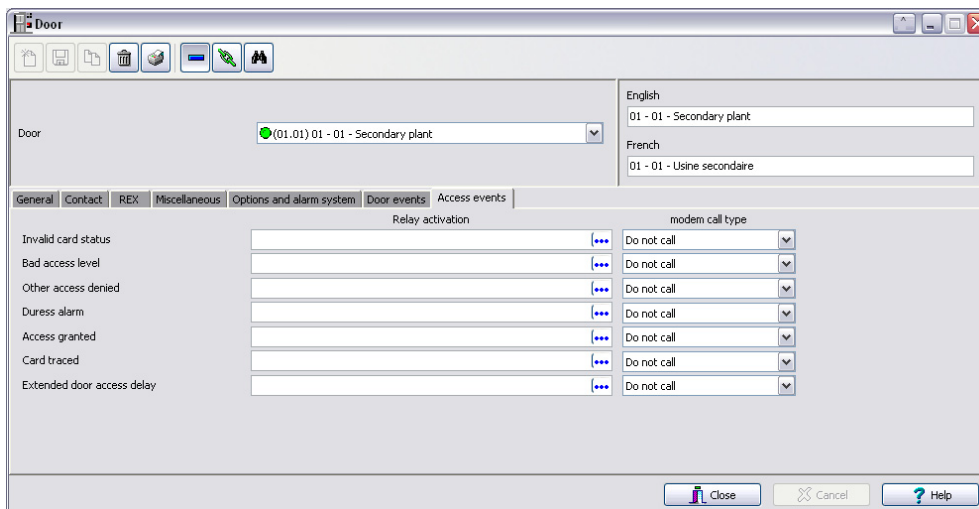 Door
English
01 - 01 - Secondary plant
Door
(01.01) 01 - 01 - Secondary plant
French
01 - 01 - Usine secondaire
General Contact REX Miscellaneous Options and alarm system Door events Access events
Relay activation modem call type
Invalid card status Do not call
Bad access level Do not call
Other access denied Do not call
Duress alarm Do not call
Access granted Do not call
Card traced Do not call
Extended door access delay Do not call
Close Cancel ? Help